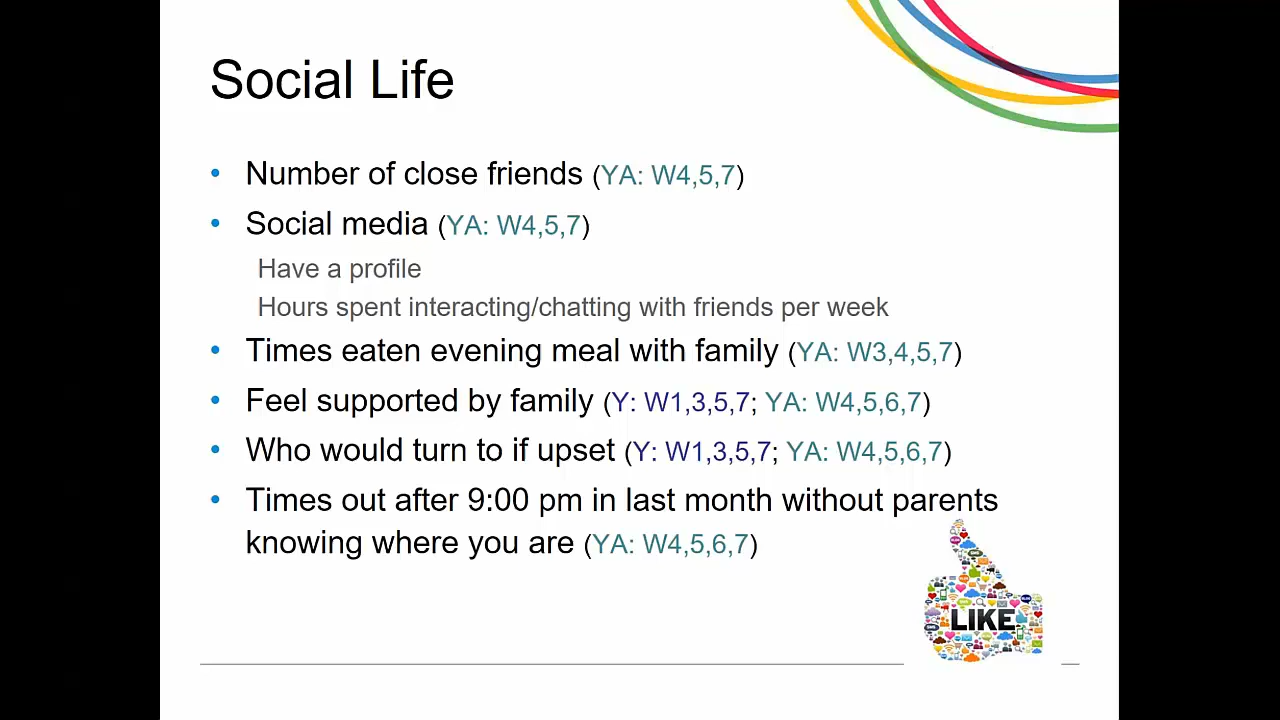 Social Life
• Number of close friends (YA: W4,5,7)
• Social media (YA: W4,5,7)
Have a profile
Hours spent interacting/chatting with friends per week
• Times eaten evening meal with family (YA: W3,4,5,7)
• Feel supported by family (Y: W1,3,5,7; YA: W4,5,6,7)
• Who would turn to if upset (Y: W1,3,5,7; YA: W4,5,6,7)
• Times out after 9:00 pm in last month without parents
knowing where you are (YA: W4,5,6,7)
LIKE